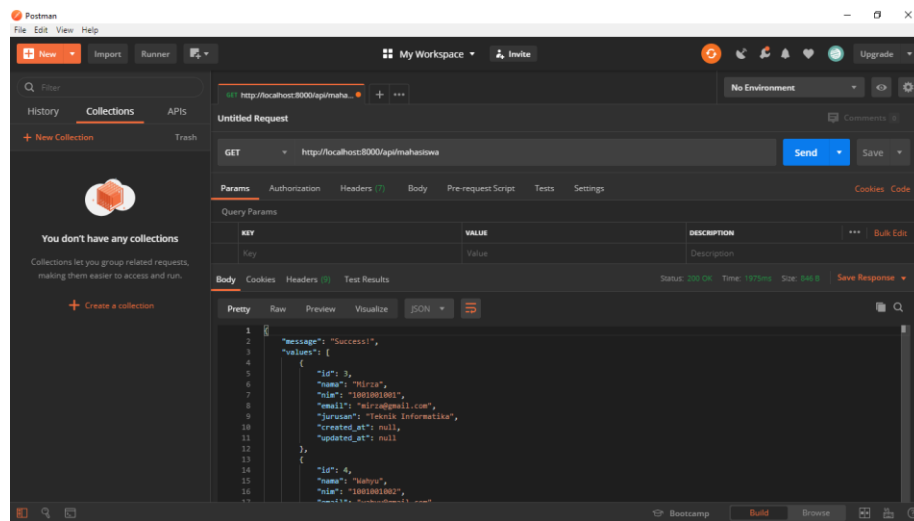 Postman
File Edit View Help
New Import Runner
My Workspace Invite
Upgrade
Filter
History Collections APIs
+ New Collection Trash
You don't have any collections
Collections let you group related requests,
making them easier to access and run.
+ Create a collection
GET http://localhost:8000/api/maha...
No Environment
Untitled Request
Comments 0
GET http://localhost:8000/api/mahasiswa
Send Save
Params Authorization Headers (7) Body Pre-request Script Tests Settings
Cookies Code
Query Params
KEY VALUE DESCRIPTION
Bulk Edit
Key Value Description
Body Cookies Headers (9) Test Results
Status: 200 OK Time: 1975ms Size: 846 B Save Response
Pretty Raw Preview Visualize JSON
1 {
2 "message": "Success!",
3 "values": [
4 {
5 "id": 3,
6 "nama": "Mirza",
7 "nim": "1001001001",
8 "email": "mirza@gmail.com",
9 "jurusan": "Teknik Informatika",
10 "created_at": null,
11 "updated_at": null
12 },
13 {
14 "id": 4,
15 "nama": "Wahyu",
16 "nim": "1001001002",
Bootcamp Build Browse